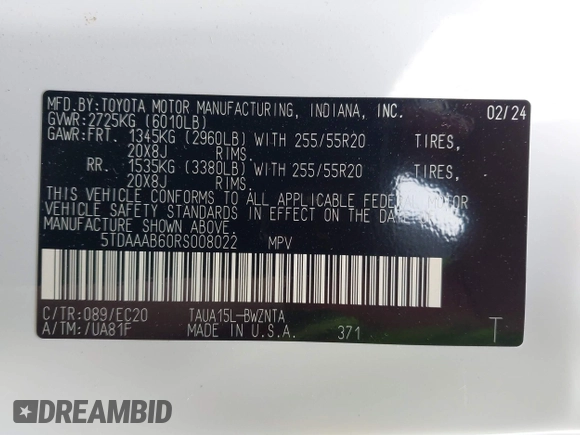 MFD.BY:TOYOTA MOTOR MANUFACTURING, INDIANA, INC. 02/24
GVWR:2725KG (6010LB)
GAWR:FRT. 1345KG (2960LB) WITH 255/55R20 TIRES,
20X8J RIMS.
RR. 1535KG (3380LB) WITH 255/55R20 TIRES,
20X8J RIMS.
THIS VEHICLE CONFORMS TO ALL APPLICABLE FEDERAL MOTOR
VEHICLE SAFETY STANDARDS IN EFFECT ON THE DATE OF
MANUFACTURE SHOWN ABOVE.
5TDAAAB60RS008022 MPV
C/TR:089/EC20 TAUA15L-BWZNTA
A/TM:/UA81F MADE IN U.S.A. 371 T
DREAMBID